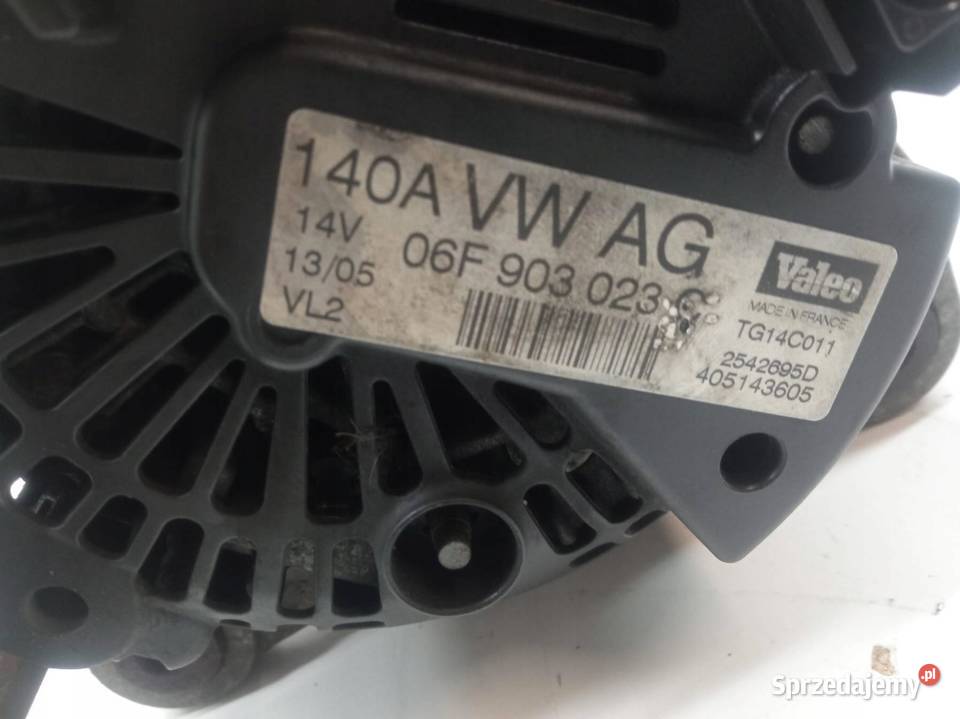 140A VW AG
14V 06F 903 023
13/05
VL2
Valeo
MADE IN FRANCE
TG14C011
2542695D
405143605
Sprzedajemy.pl